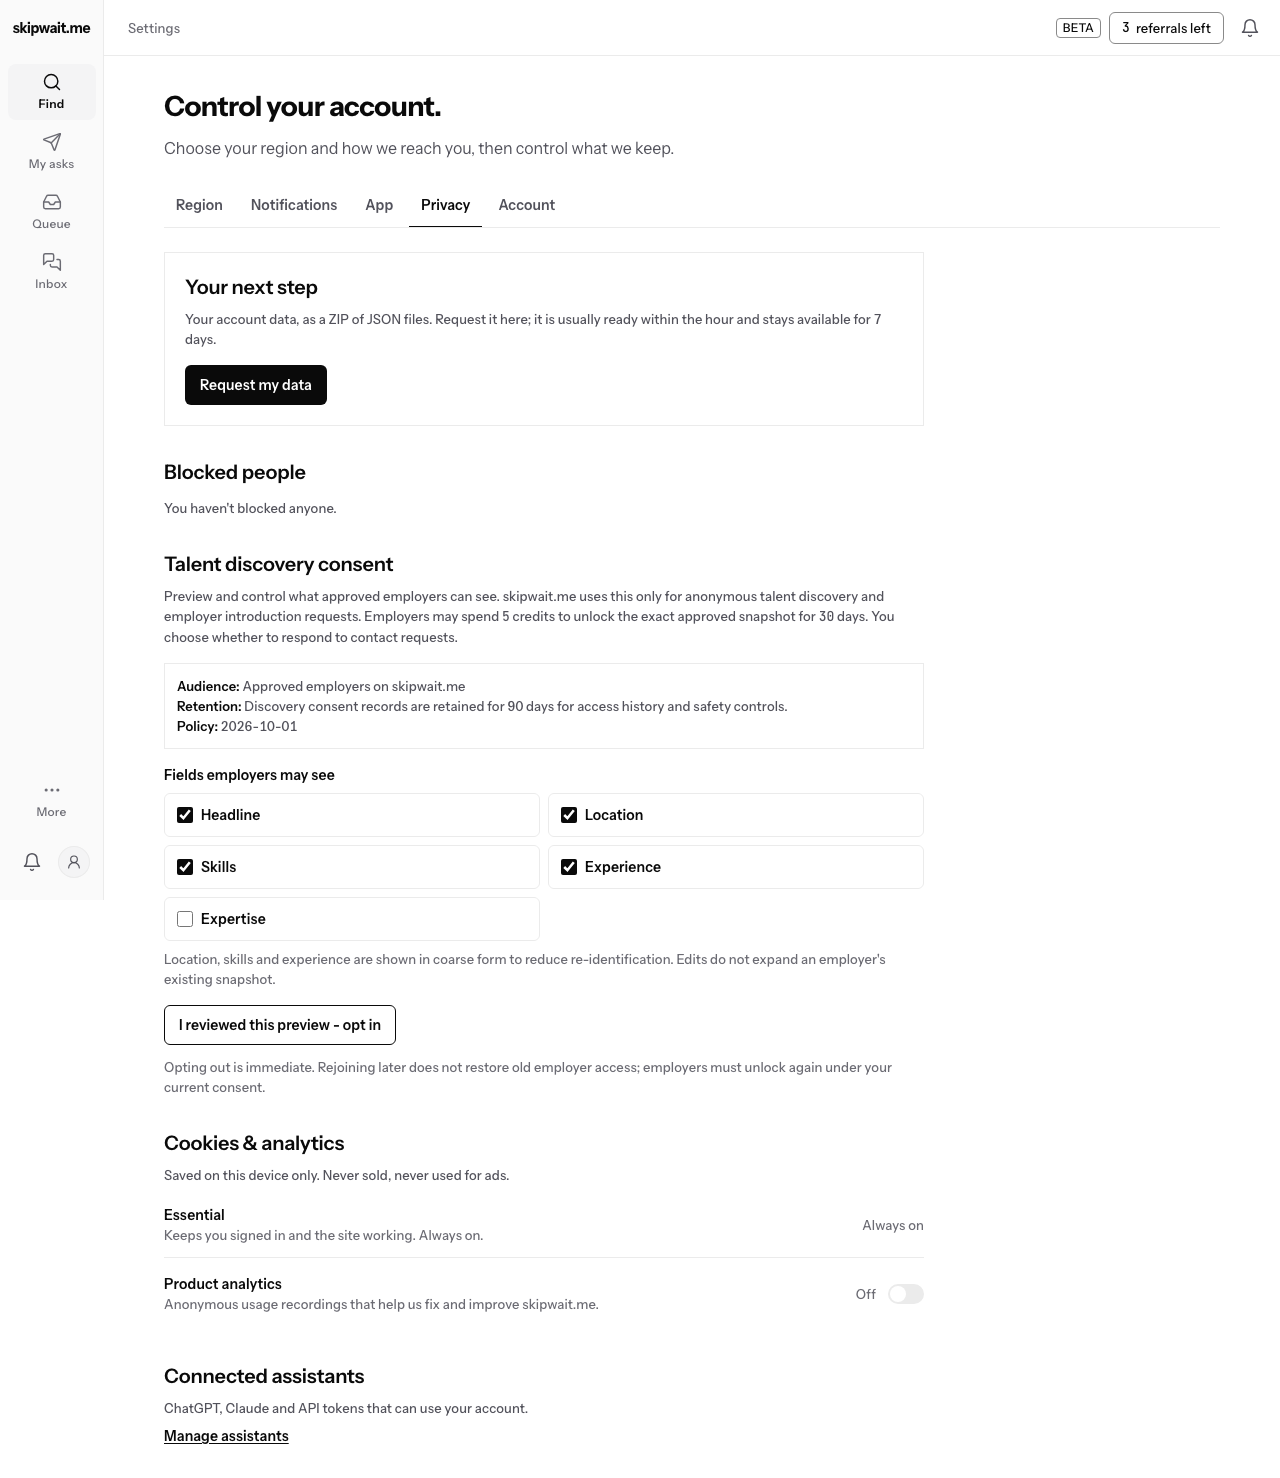 skipwait.me
Settings
BETA
3 referrals left
Find
My asks
Queue
Inbox
More
Control your account.
Choose your region and how we reach you, then control what we keep.
Region
Notifications
App
Privacy
Account
Your next step
Your account data, as a ZIP of JSON files. Request it here; it is usually ready within the hour and stays available for 7
days.
Request my data
Blocked people
You haven't blocked anyone.
Talent discovery consent
Preview and control what approved employers can see. skipwait.me uses this only for anonymous talent discovery and
employer introduction requests. Employers may spend 5 credits to unlock the exact approved snapshot for 30 days. You
choose whether to respond to contact requests.
Audience: Approved employers on skipwait.me
Retention: Discovery consent records are retained for 90 days for access history and safety controls.
Policy: 2026-10-01
Fields employers may see
Headline
Location
Skills
Experience
Expertise
Location, skills and experience are shown in coarse form to reduce re-identification. Edits do not expand an employer's
existing snapshot.
I reviewed this preview - opt in
Opting out is immediate. Rejoining later does not restore old employer access; employers must unlock again under your
current consent.
Cookies & analytics
Saved on this device only. Never sold, never used for ads.
Essential
Keeps you signed in and the site working. Always on.
Always on
Product analytics
Anonymous usage recordings that help us fix and improve skipwait.me.
Off
Connected assistants
ChatGPT, Claude and API tokens that can use your account.
Manage assistants